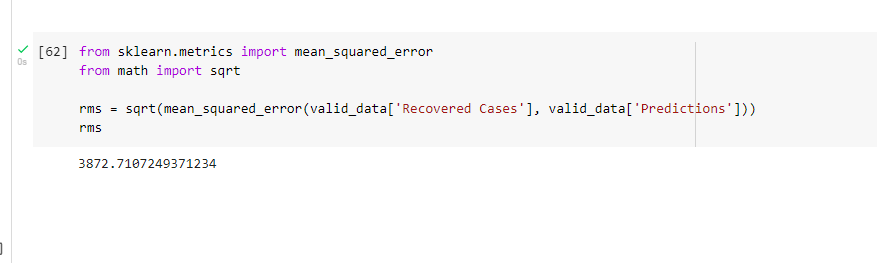 [62] from sklearn.metrics import mean_squared_error
0s
from math import sqrt
rms = sqrt(mean_squared_error(valid_data['Recovered Cases'], valid_data['Predictions']))
rms
3872.7107249371234
]